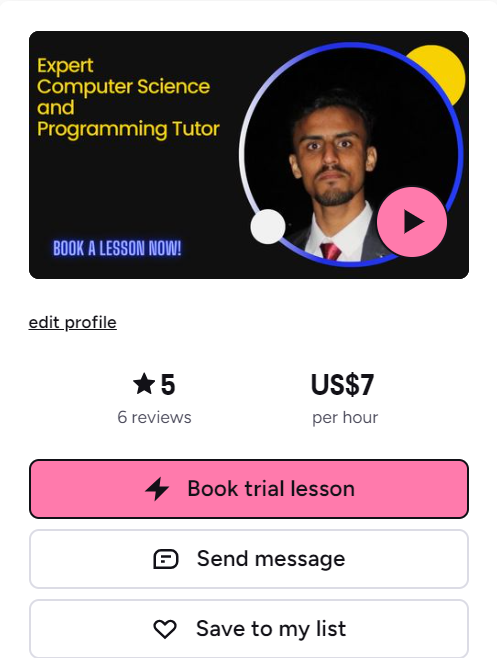 Expert
Computer Science
and
Programming Tutor
BOOK A LESSON NOW!
edit profile
5 US$7
6 reviews per hour
Book trial lesson
Send message
Save to my list